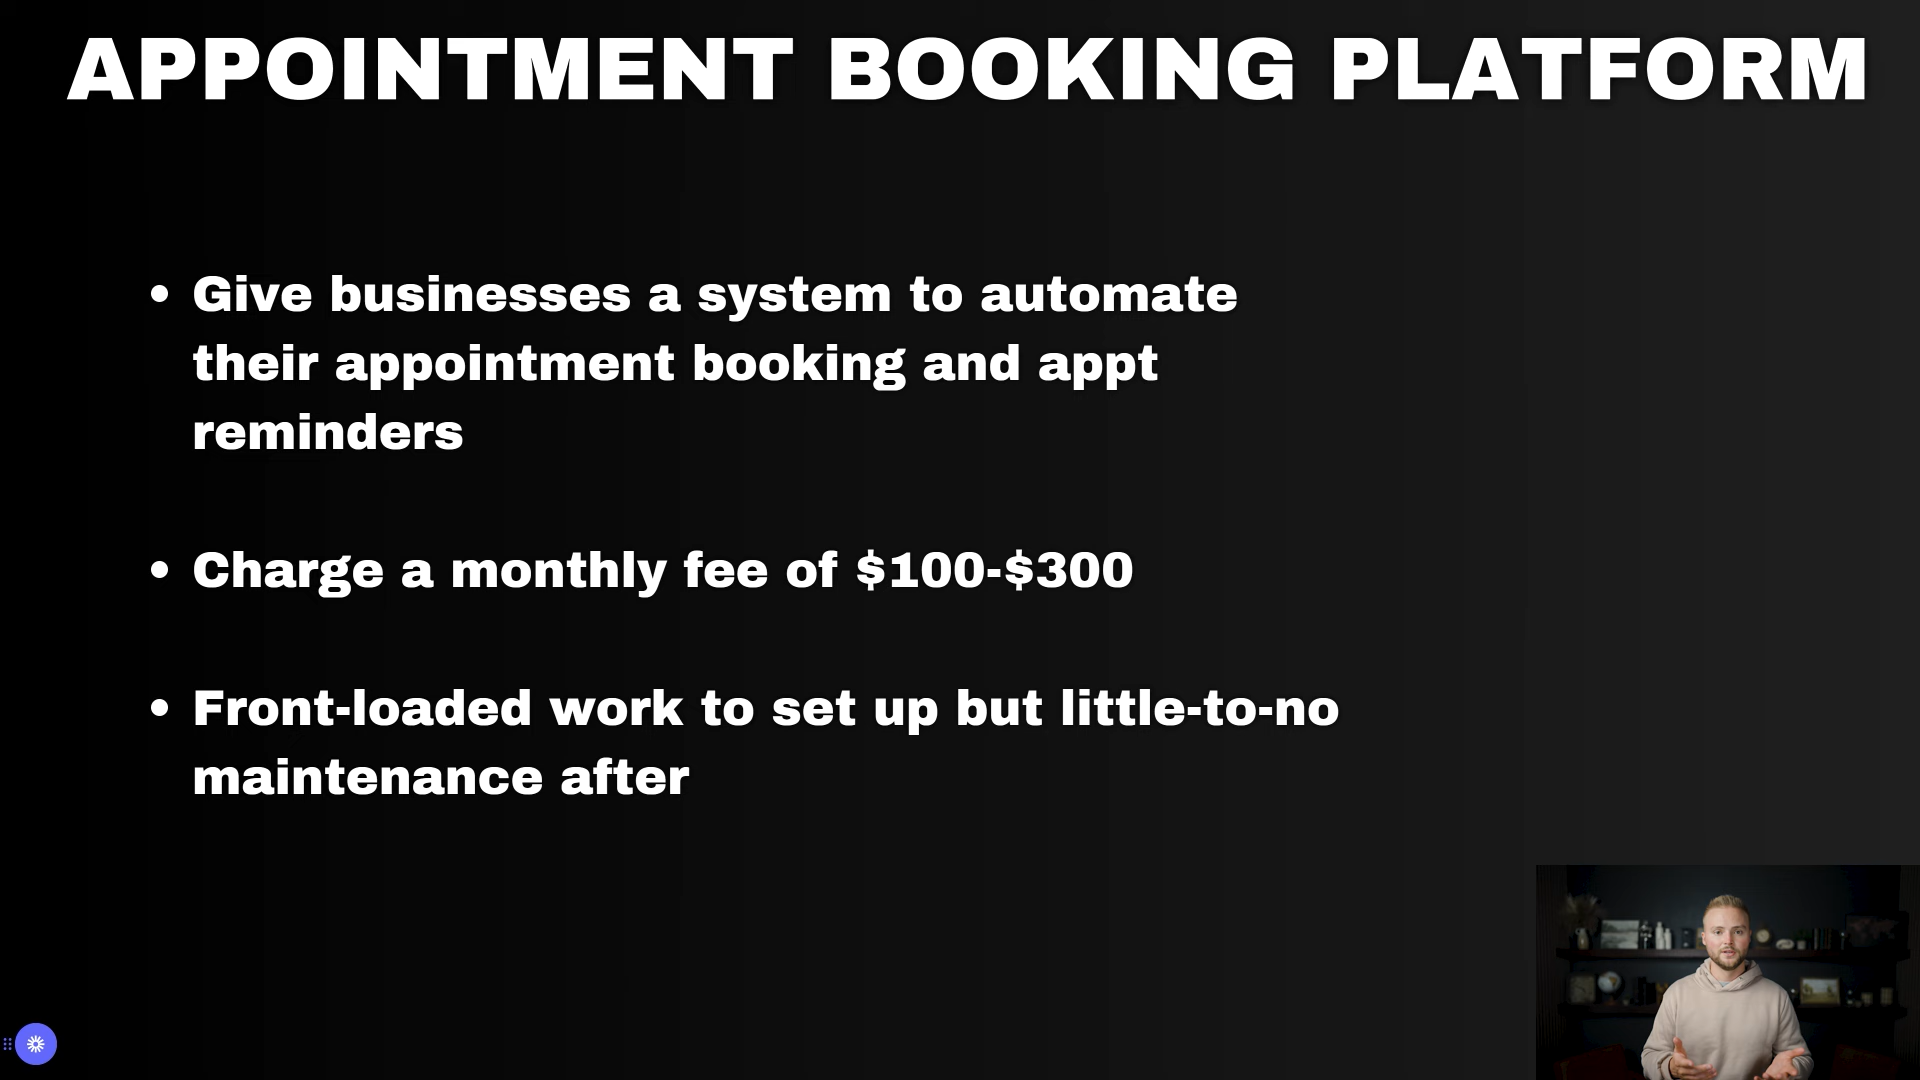 APPOINTMENT BOOKING PLATFORM
• Give businesses a system to automate
their appointment booking and appt
reminders
• Charge a monthly fee of $100-$300
• Front-loaded work to set up but little-to-no
maintenance after